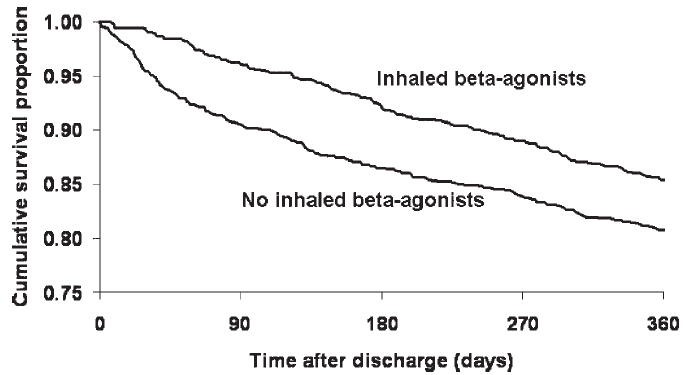 1.00
0.95
0.90
0.85
0.80
0.75
Cumulative survival proportion
Inhaled beta-agonists
No inhaled beta-agonists
0 90 180 270 360
Time after discharge (days)